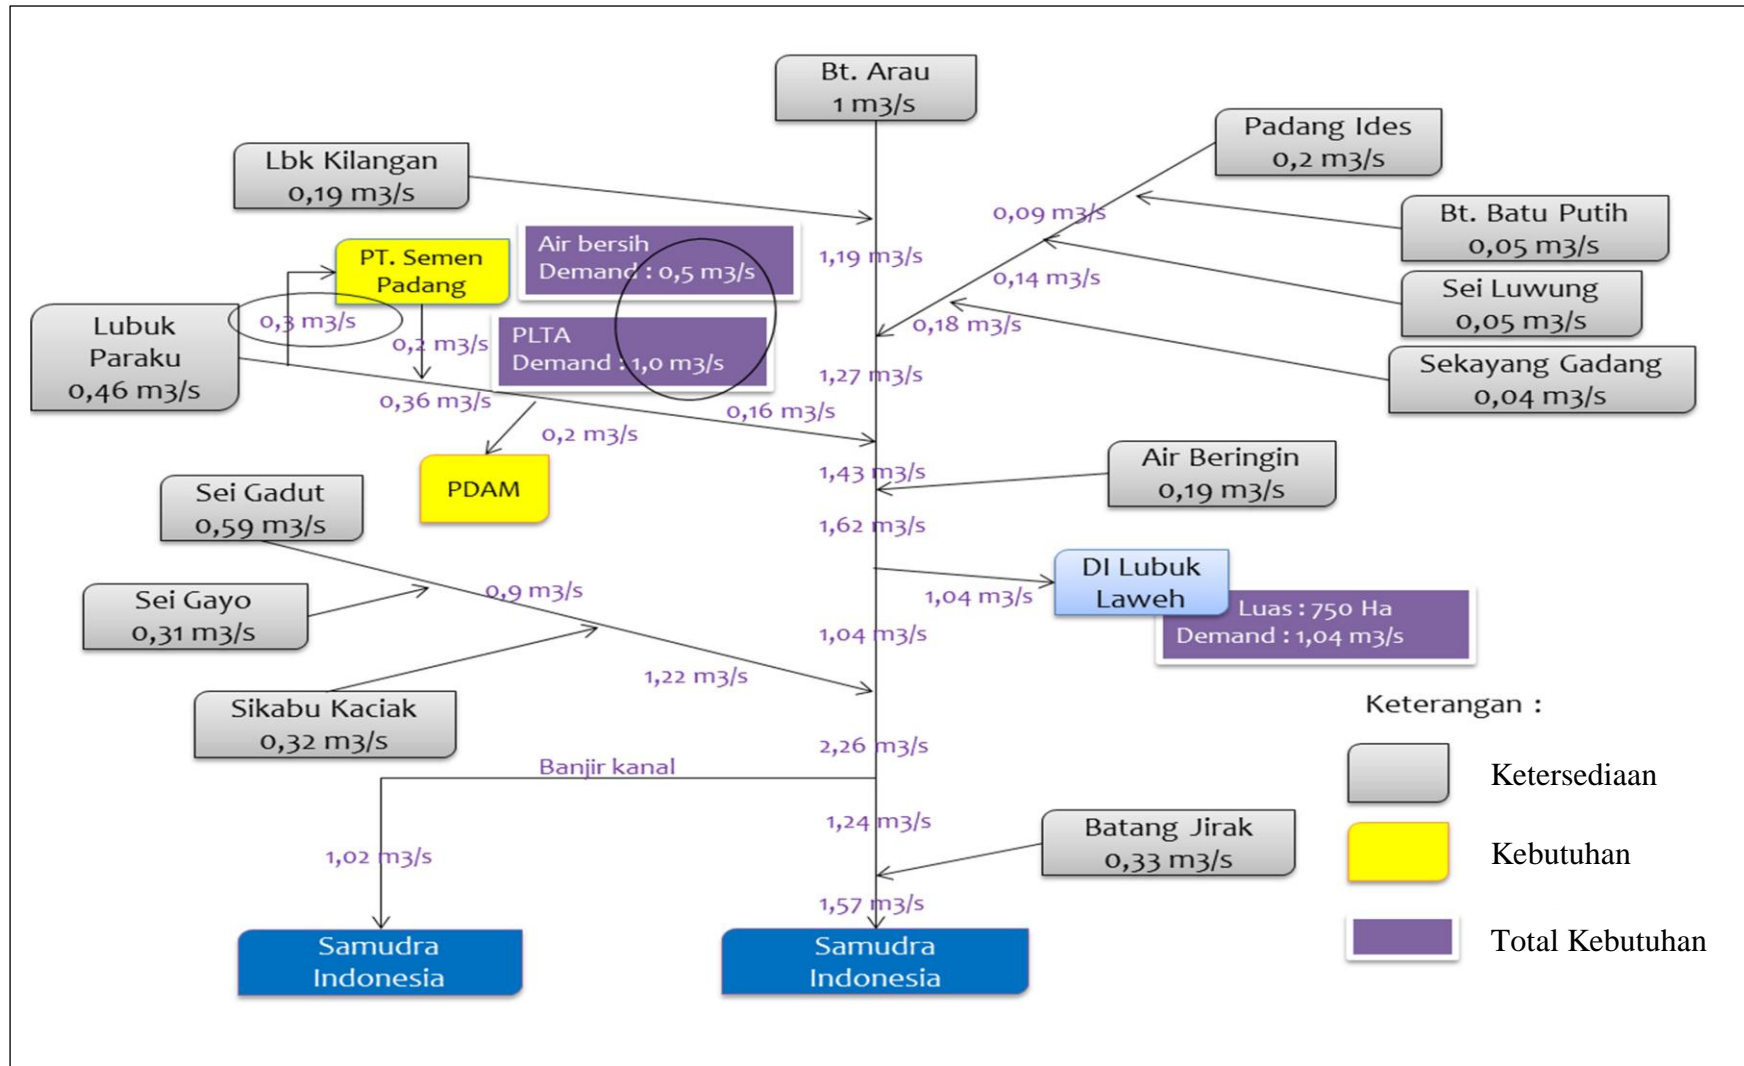 Bt. Arau
1 m3/s
Padang Ides
0,2 m3/s
Lbk Kilangan
0,19 m3/s
Bt. Batu Putih
0,05 m3/s
0,09 m3/s
1,19 m3/s
Air bersih
Demand : 0,5 m3/s
PT. Semen
Padang
0,14 m3/s
Sei Luwung
0,05 m3/s
Lubuk
Paraku
0,46 m3/s
0,3 m3/s
0,2 m3/s
PLTA
Demand : 1,0 m3/s
0,18 m3/s
Sekayang Gadang
0,04 m3/s
1,27 m3/s
0,36 m3/s
0,16 m3/s
0,2 m3/s
PDAM
1,43 m3/s
Air Beringin
0,19 m3/s
Sei Gadut
0,59 m3/s
1,62 m3/s
DI Lubuk
Laweh
1,04 m3/s
Luas : 750 Ha
Demand : 1,04 m3/s
Sei Gayo
0,31 m3/s
0,9 m3/s
1,04 m3/s
1,22 m3/s
Sikabu Kaciak
0,32 m3/s
2,26 m3/s
Banjir kanal
1,24 m3/s
Batang Jirak
0,33 m3/s
1,02 m3/s
1,57 m3/s
Samudra
Indonesia
Samudra
Indonesia
Keterangan :
Ketersediaan
Kebutuhan
Total Kebutuhan